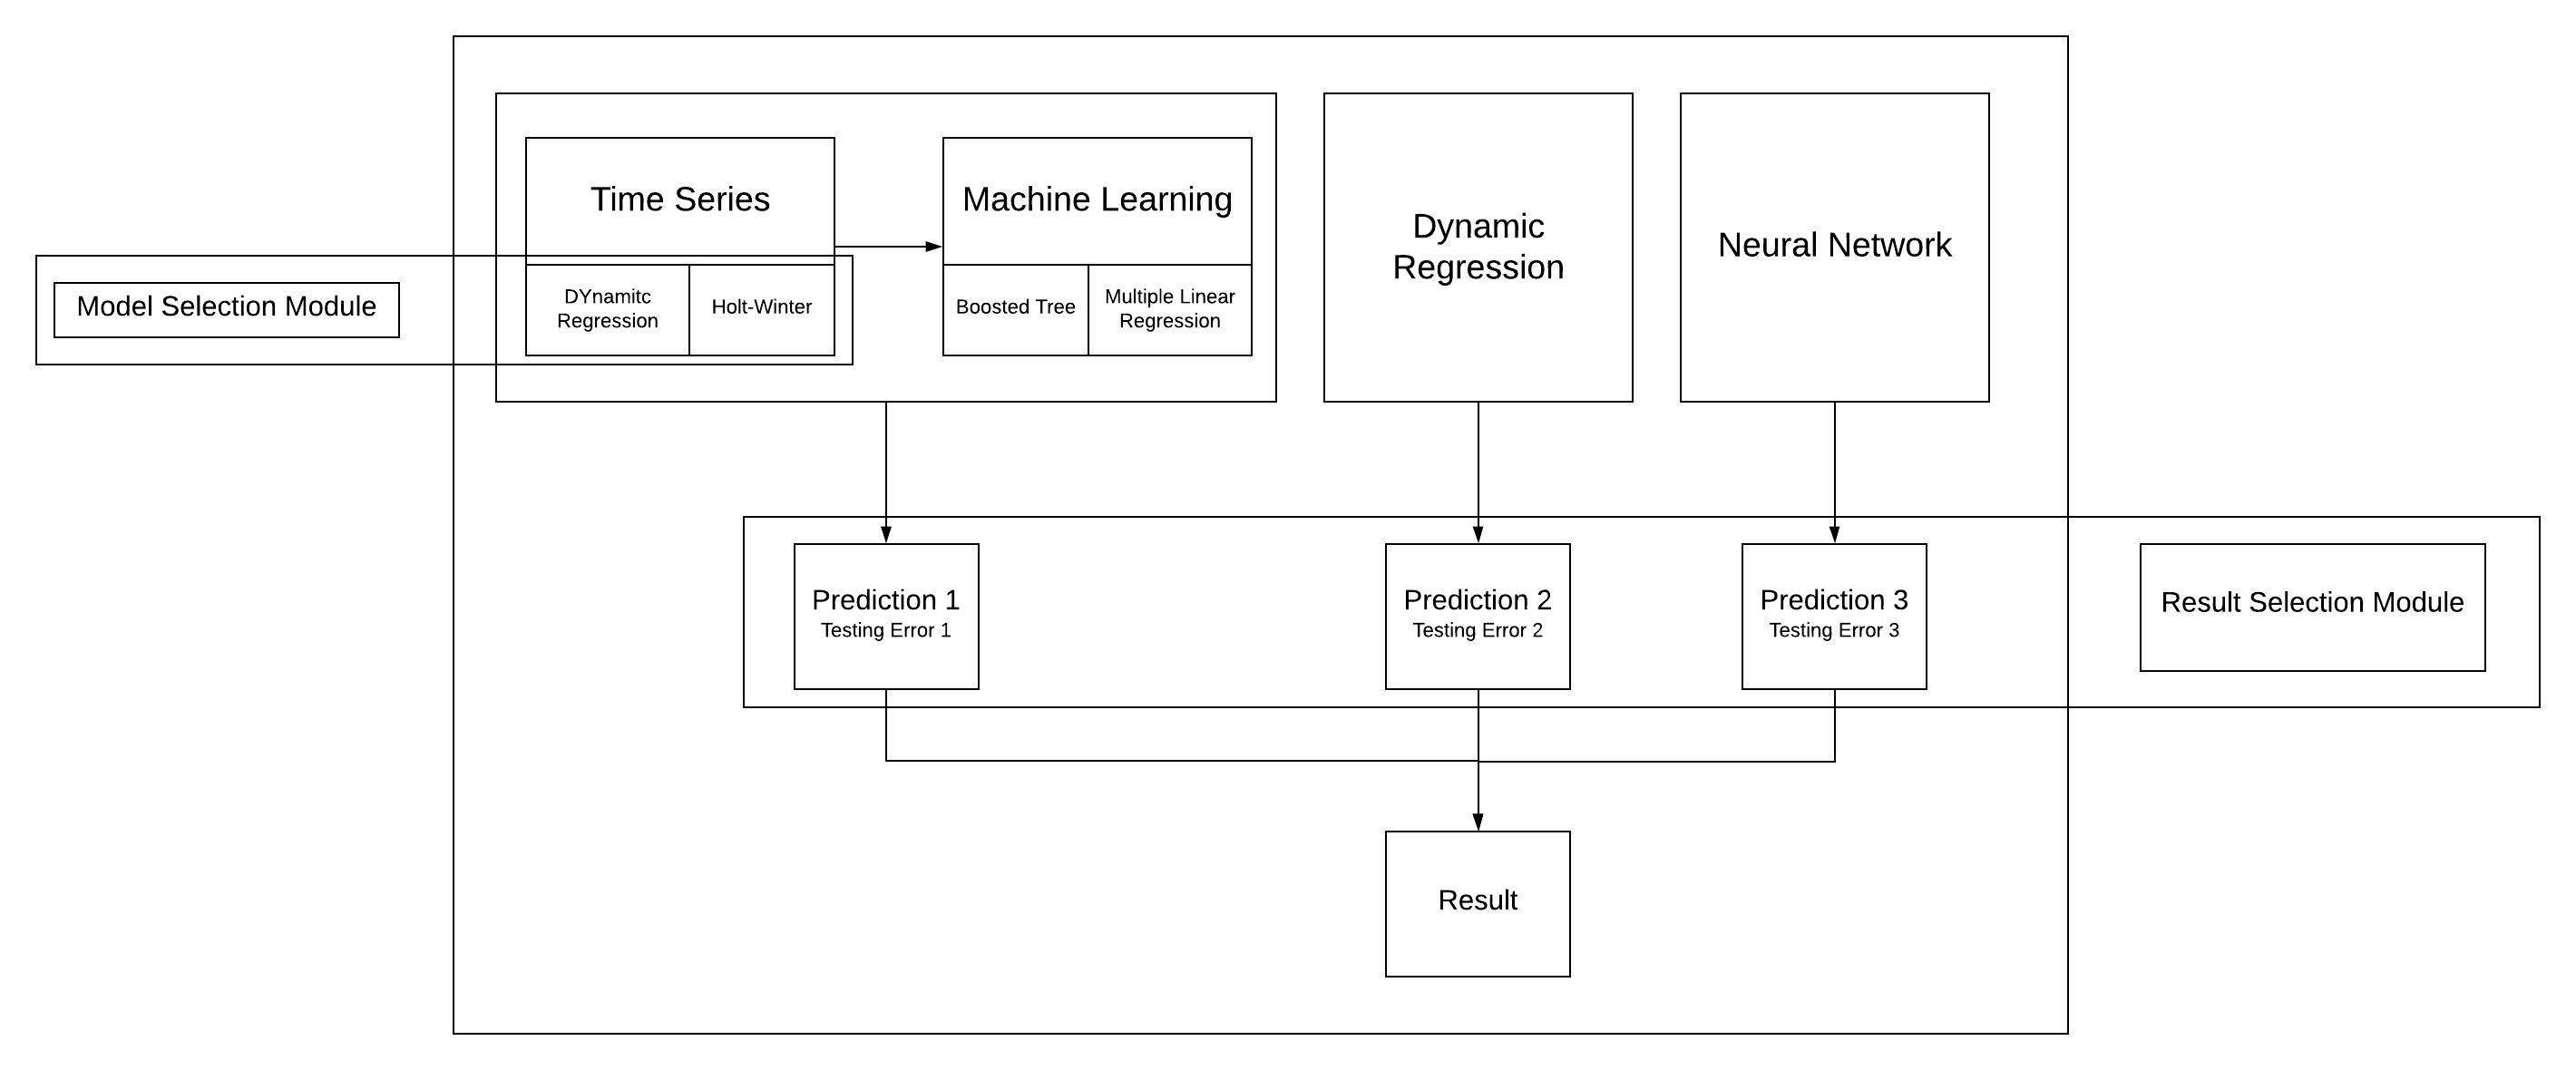 Time Series
Machine Learning
Dynamic
Regression
Neural Network
Model Selection Module
DYnamitc
Regression
Holt-Winter
Boosted Tree
Multiple Linear
Regression
Prediction 1
Testing Error 1
Prediction 2
Testing Error 2
Prediction 3
Testing Error 3
Result Selection Module
Result